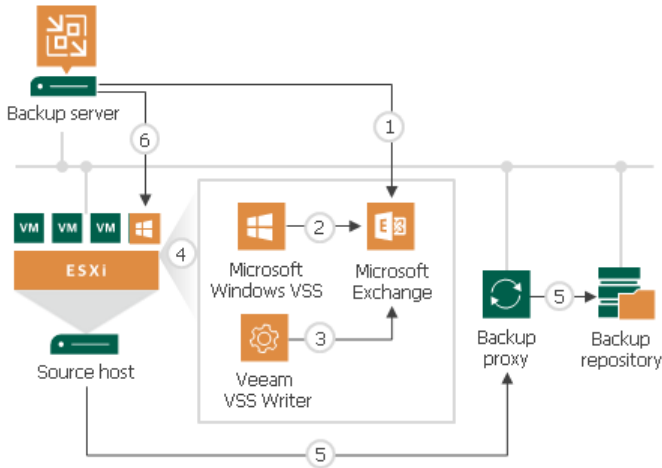 Backup server
6
1
VM VM VM
ESXi
4
Source host
2
Microsoft
Windows VSS
E
Microsoft
Exchange
3
Veeam
VSS Writer
Backup
proxy
5
Backup
repository
5